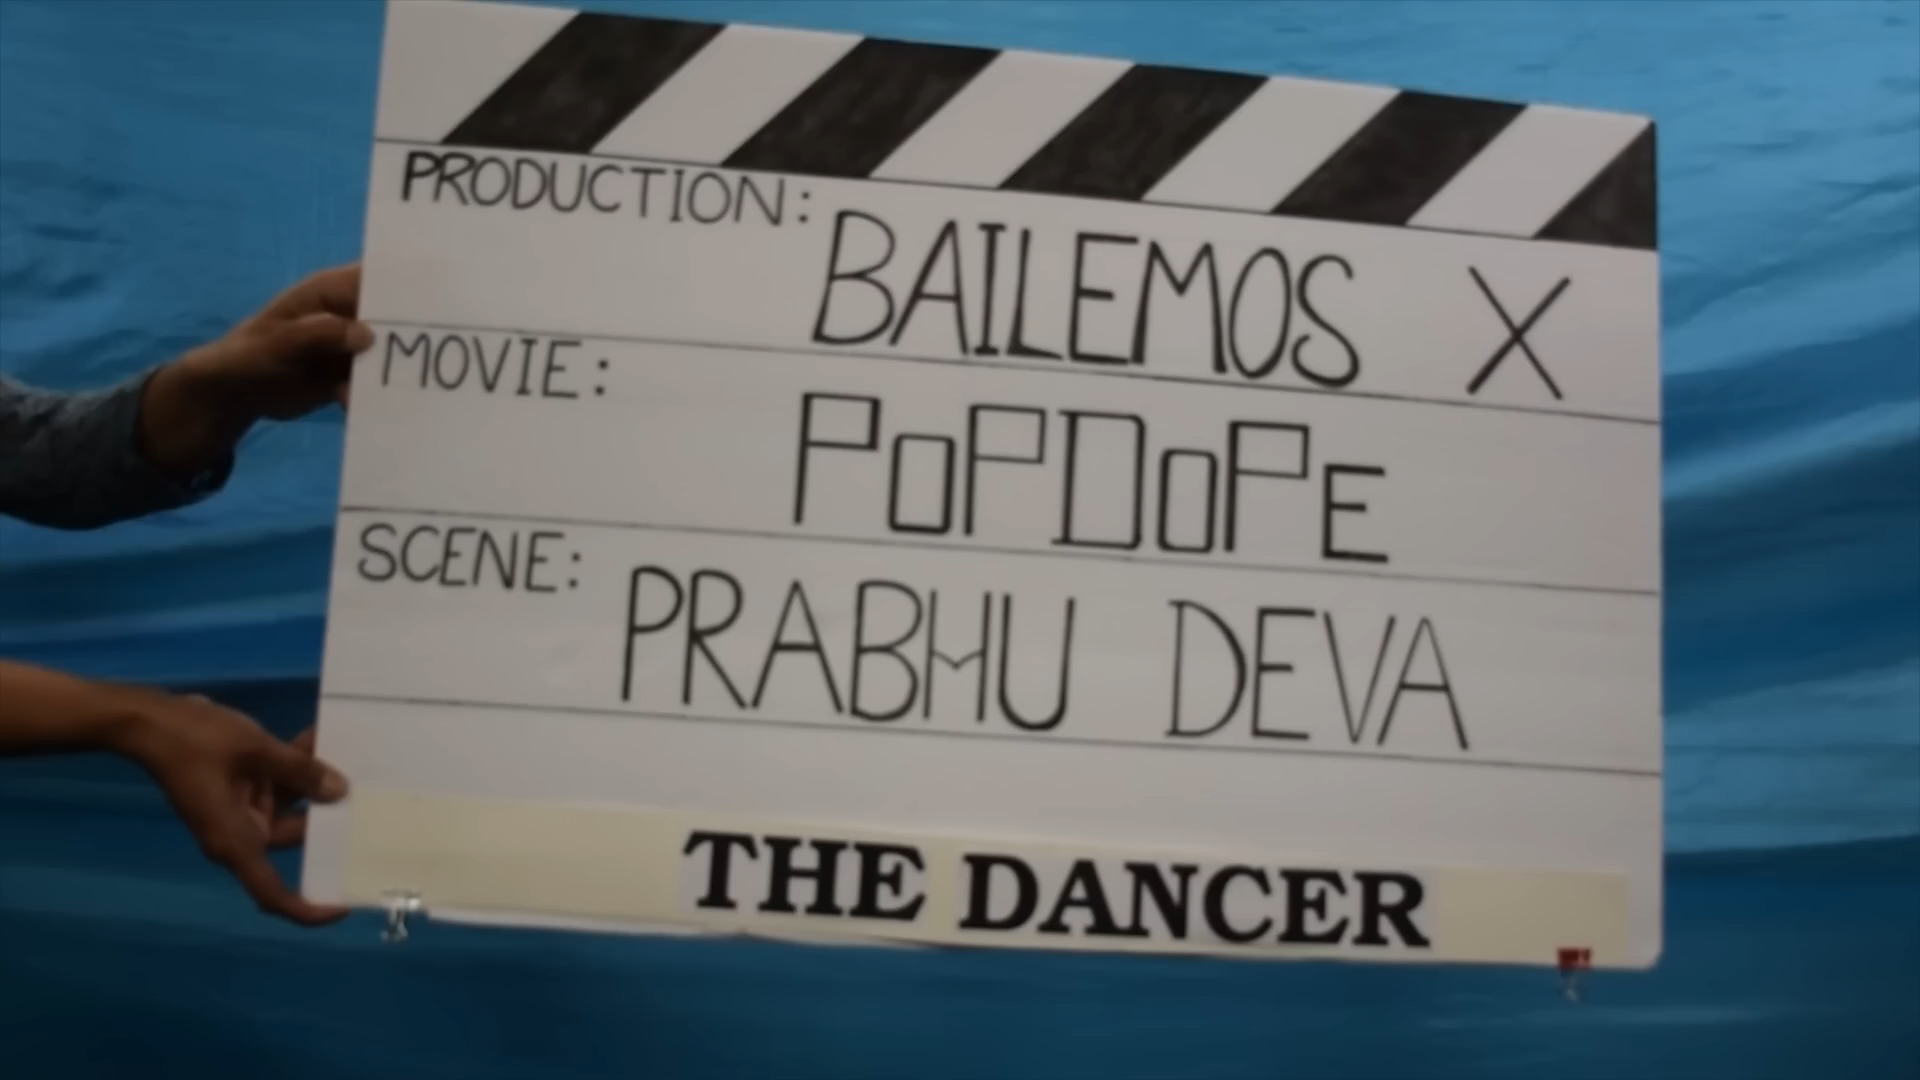 PRODUCTION: BAILEMOS X
MOVIE: POPDOPE
SCENE: PRABHU DEVA
THE DANCER